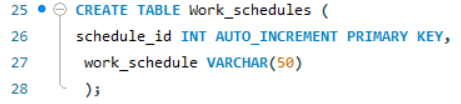 25 CREATE TABLE Work_schedules (
26 schedule_id INT AUTO_INCREMENT PRIMARY KEY,
27 work_schedule VARCHAR(50)
28 );